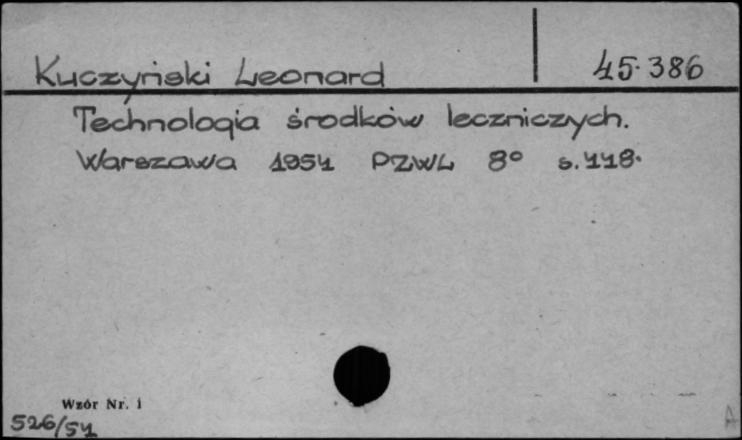 Kuczyński Leonard
45.386
Technologia środków leczniczych.
Warszawa 1954 PZWL 8° s.448.
Wzór Nr. 1
526/54